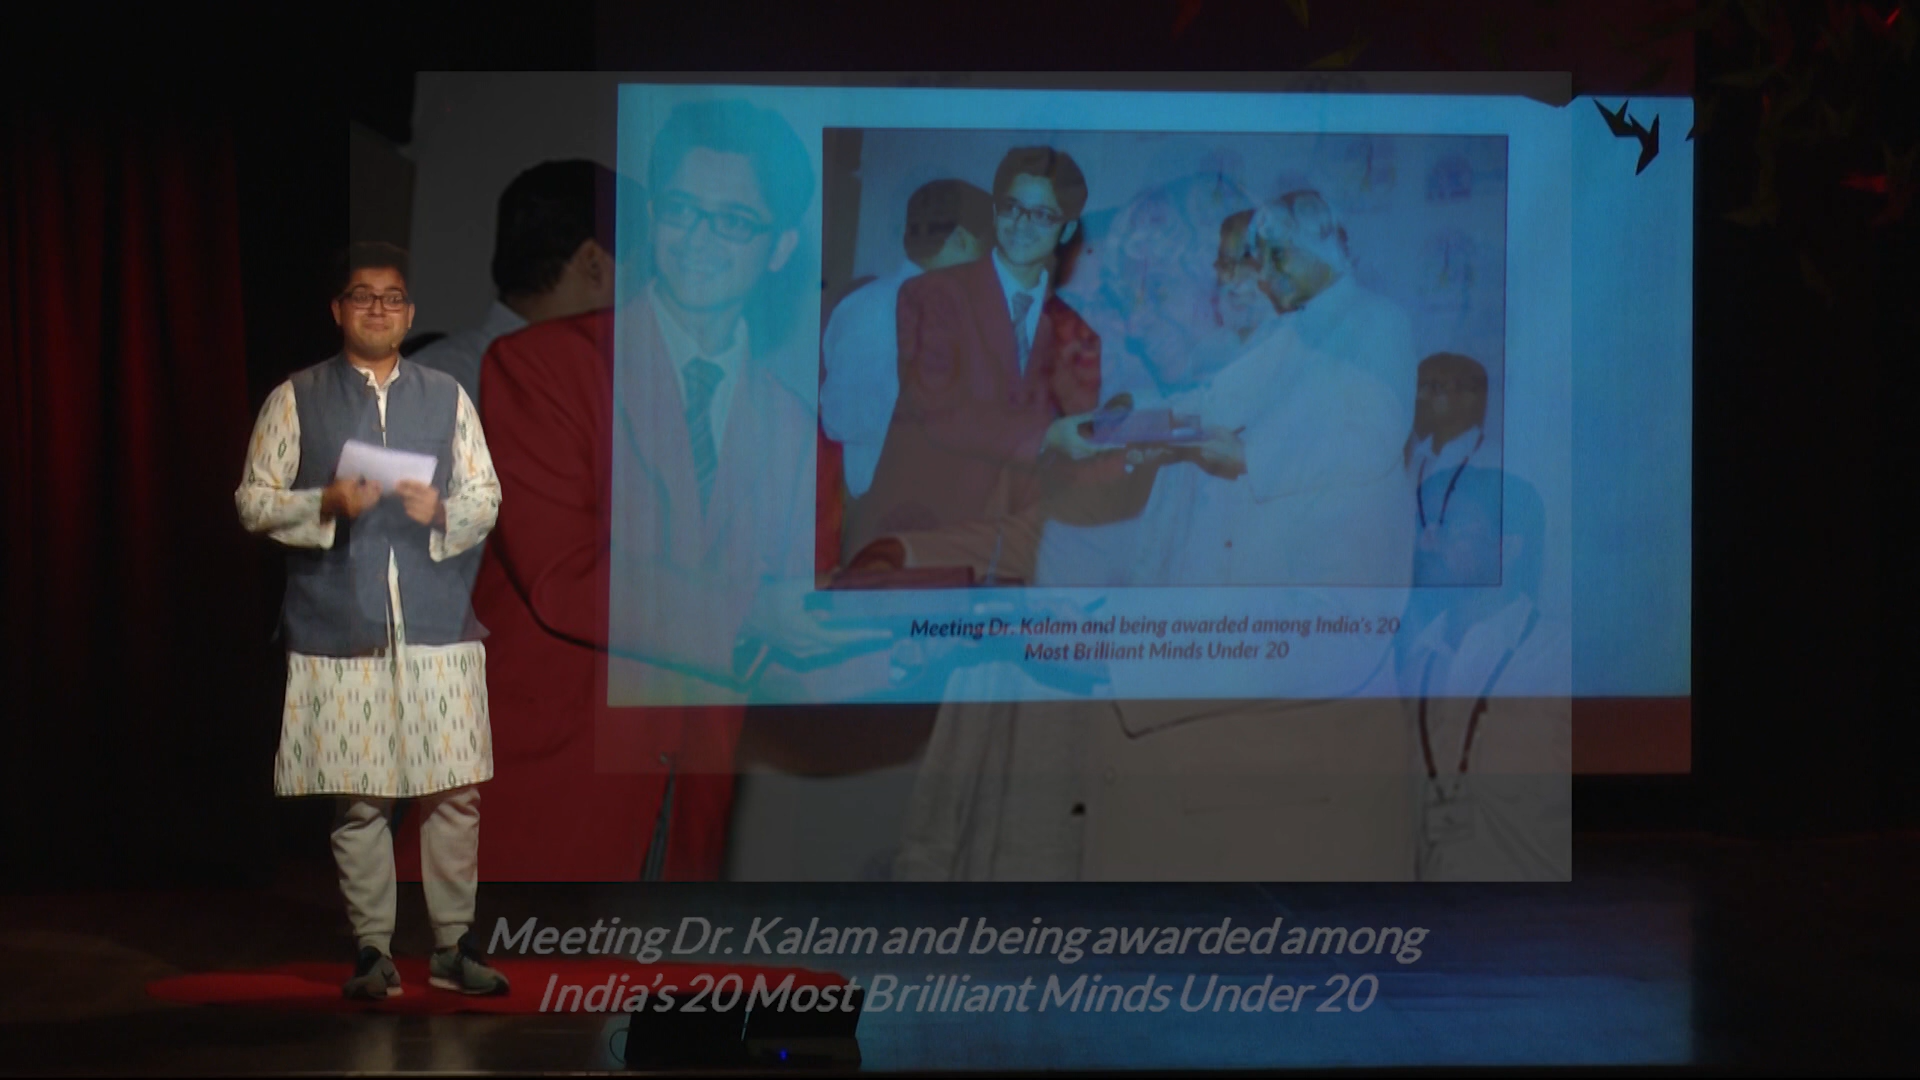 Meeting Dr. Kalam and being awarded among India's 20
Most Brilliant Minds Under 20
Meeting Dr. Kalam and being awarded among
India's 20 Most Brilliant Minds Under 20